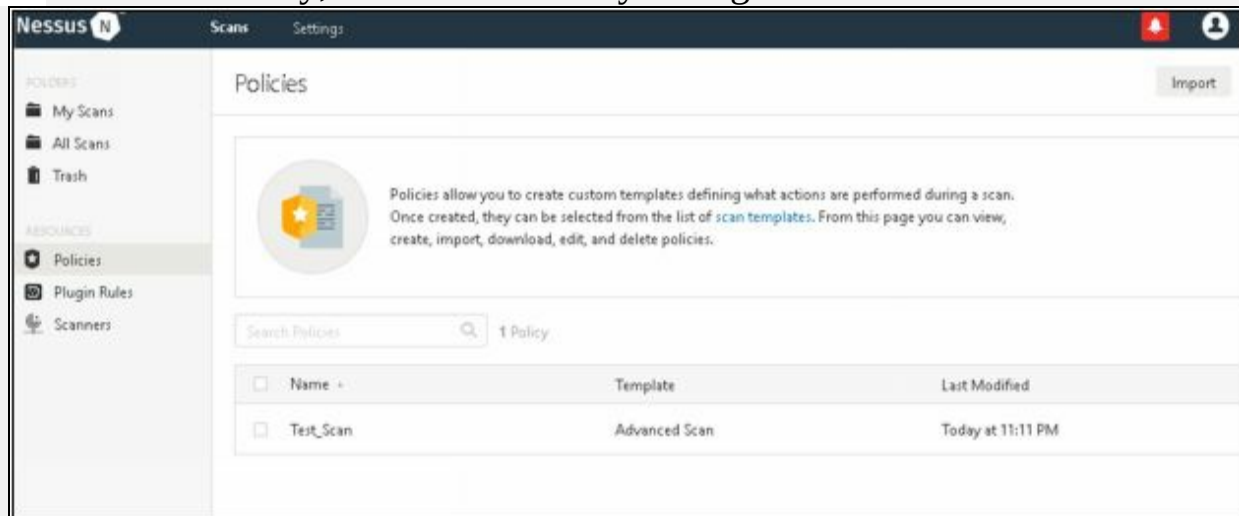 Nessus N
Scans Settings
FOLDERS
My Scans
All Scans
Trash
RESOURCES
Policies
Plugin Rules
Scanners
Policies
Import
Policies allow you to create custom templates defining what actions are performed during a scan.
Once created, they can be selected from the list of scan templates. From this page you can view,
create, import, download, edit, and delete policies.
Search Policies 1 Policy
Name Template Last Modified
Test_Scan Advanced Scan Today at 11:11 PM